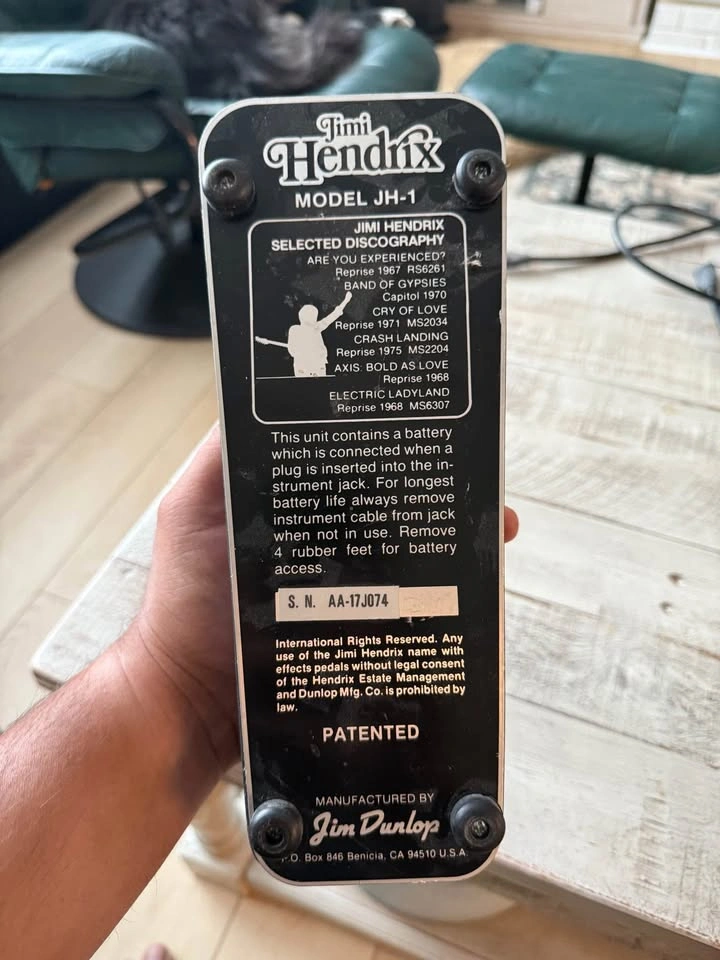 Jimi
Hendrix
MODEL JH-1
JIMI HENDRIX
SELECTED DISCOGRAPHY
ARE YOU EXPERIENCED?
Reprise 1967 RS6261
BAND OF GYPSIES
Capitol 1970
CRY OF LOVE
Reprise 1971 MS2034
CRASH LANDING
Reprise 1975 MS2204
AXIS: BOLD AS LOVE
Reprise 1968
ELECTRIC LADYLAND
Reprise 1968 MS6307
This unit contains a battery
which is connected when a
plug is inserted into the in-
strument jack. For longest
battery life always remove
instrument cable from jack
when not in use. Remove
4 rubber feet for battery
access.
S. N. AA-17J074
International Rights Reserved. Any
use of the Jimi Hendrix name with
effects pedals without legal consent
of the Hendrix Estate Management
and Dunlop Mfg. Co. is prohibited by
law.
PATENTED
MANUFACTURED BY
Jim Dunlop
P.O. Box 846 Benicia, CA 94510 U.S.A.